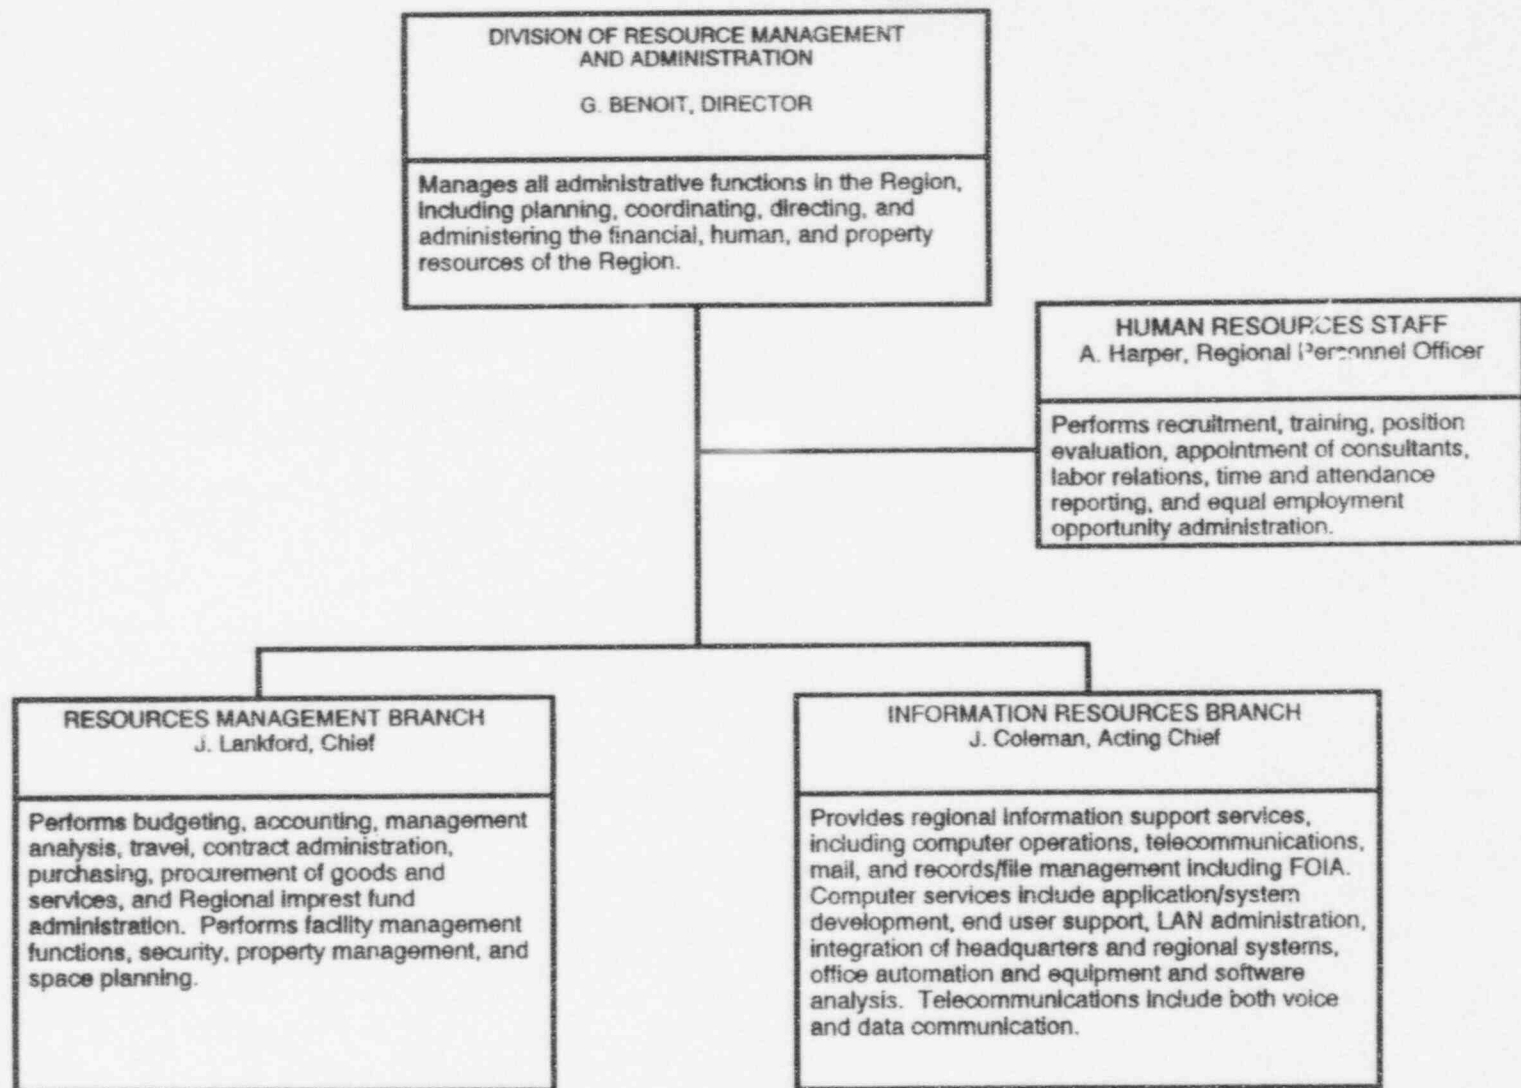 DIVISION OF RESOURCE MANAGEMENT
AND ADMINISTRATION
G. BENOIT, DIRECTOR
Manages all administrative functions in the Region,
including planning, coordinating, directing, and
administering the financial, human, and property
resources of the Region.
HUMAN RESOURCES STAFF
A. Harper, Regional Personnel Officer
Performs recruitment, training, position
evaluation, appointment of consultants,
labor relations, time and attendance
reporting, and equal employment
opportunity administration.
RESOURCES MANAGEMENT BRANCH
J. Lankford, Chief
Performs budgeting, accounting, management
analysis, travel, contract administration,
purchasing, procurement of goods and
services, and Regional imprest fund
administration. Performs facility management
functions, security, property management, and
space planning.
INFORMATION RESOURCES BRANCH
J. Coleman, Acting Chief
Provides regional information support services,
including computer operations, telecommunications,
mail, and records/file management including FOIA.
Computer services include application/system
development, end user support, LAN administration,
integration of headquarters and regional systems,
office automation and equipment and software
analysis. Telecommunications include both voice
and data communication.